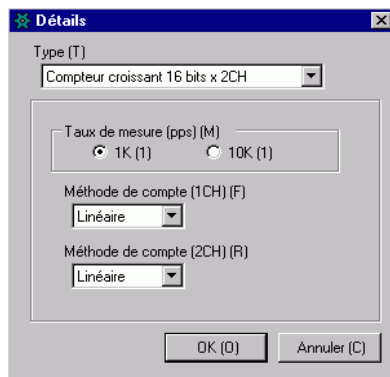 Détails
Type (T)
Compteur croissant 16 bits x 2CH
Taux de mesure (pps) (M)
1K (1) 10K (1)
Méthode de compte (1CH) (F)
Linéaire
Méthode de compte (2CH) (R)
Linéaire
OK (O) Annuler (C)